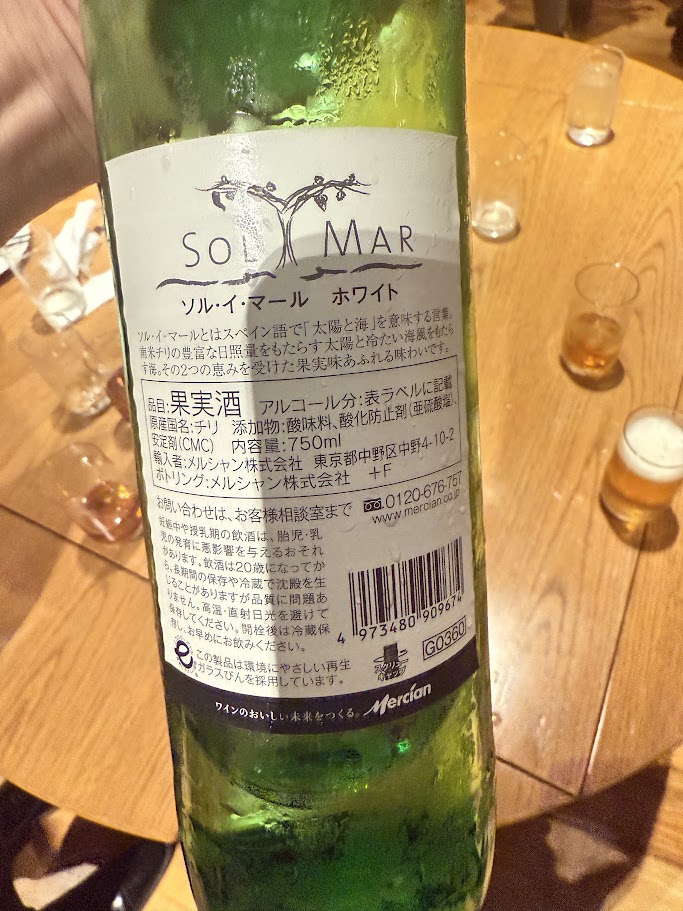 SOL Y MAR
ソル・イ・マール ホワイト
ソル・イ・マールとはスペイン語で「太陽と海」を意味する言葉。
南米チリの豊富な日照量をもたらす太陽と冷たい海風をもたら
す海。その2つの恵みを受けた果実味あふれる味わいです。
品目:果実酒 アルコール分:表ラベルに記載
原産国名:チリ 添加物:酸味料、酸化防止剤(亜硫酸塩)、
安定剤(CMC) 内容量:750ml
輸入者:メルシャン株式会社 東京都中野区中野4-10-2
ボトリング:メルシャン株式会社 +F
お問い合わせは、お客様相談室まで 0120-676-757
www.mercian.co.jp
妊娠中や授乳期の飲酒は、胎児・乳
児の発育に悪影響を与えるおそれ
があります。飲酒は20歳になってか
ら。長期間の保存や冷蔵で沈殿を生
じることがありますが品質に問題あ
りません。高温・直射日光を避けて
保存してください。開栓後は冷蔵保
存し、お早めにお飲みください。
4 973480 909674
この製品は環境にやさしい再生
ガラスびんを採用しています。
スクリュー
キャップ
G0360
ワインのおいしい未来をつくる。 Mercian